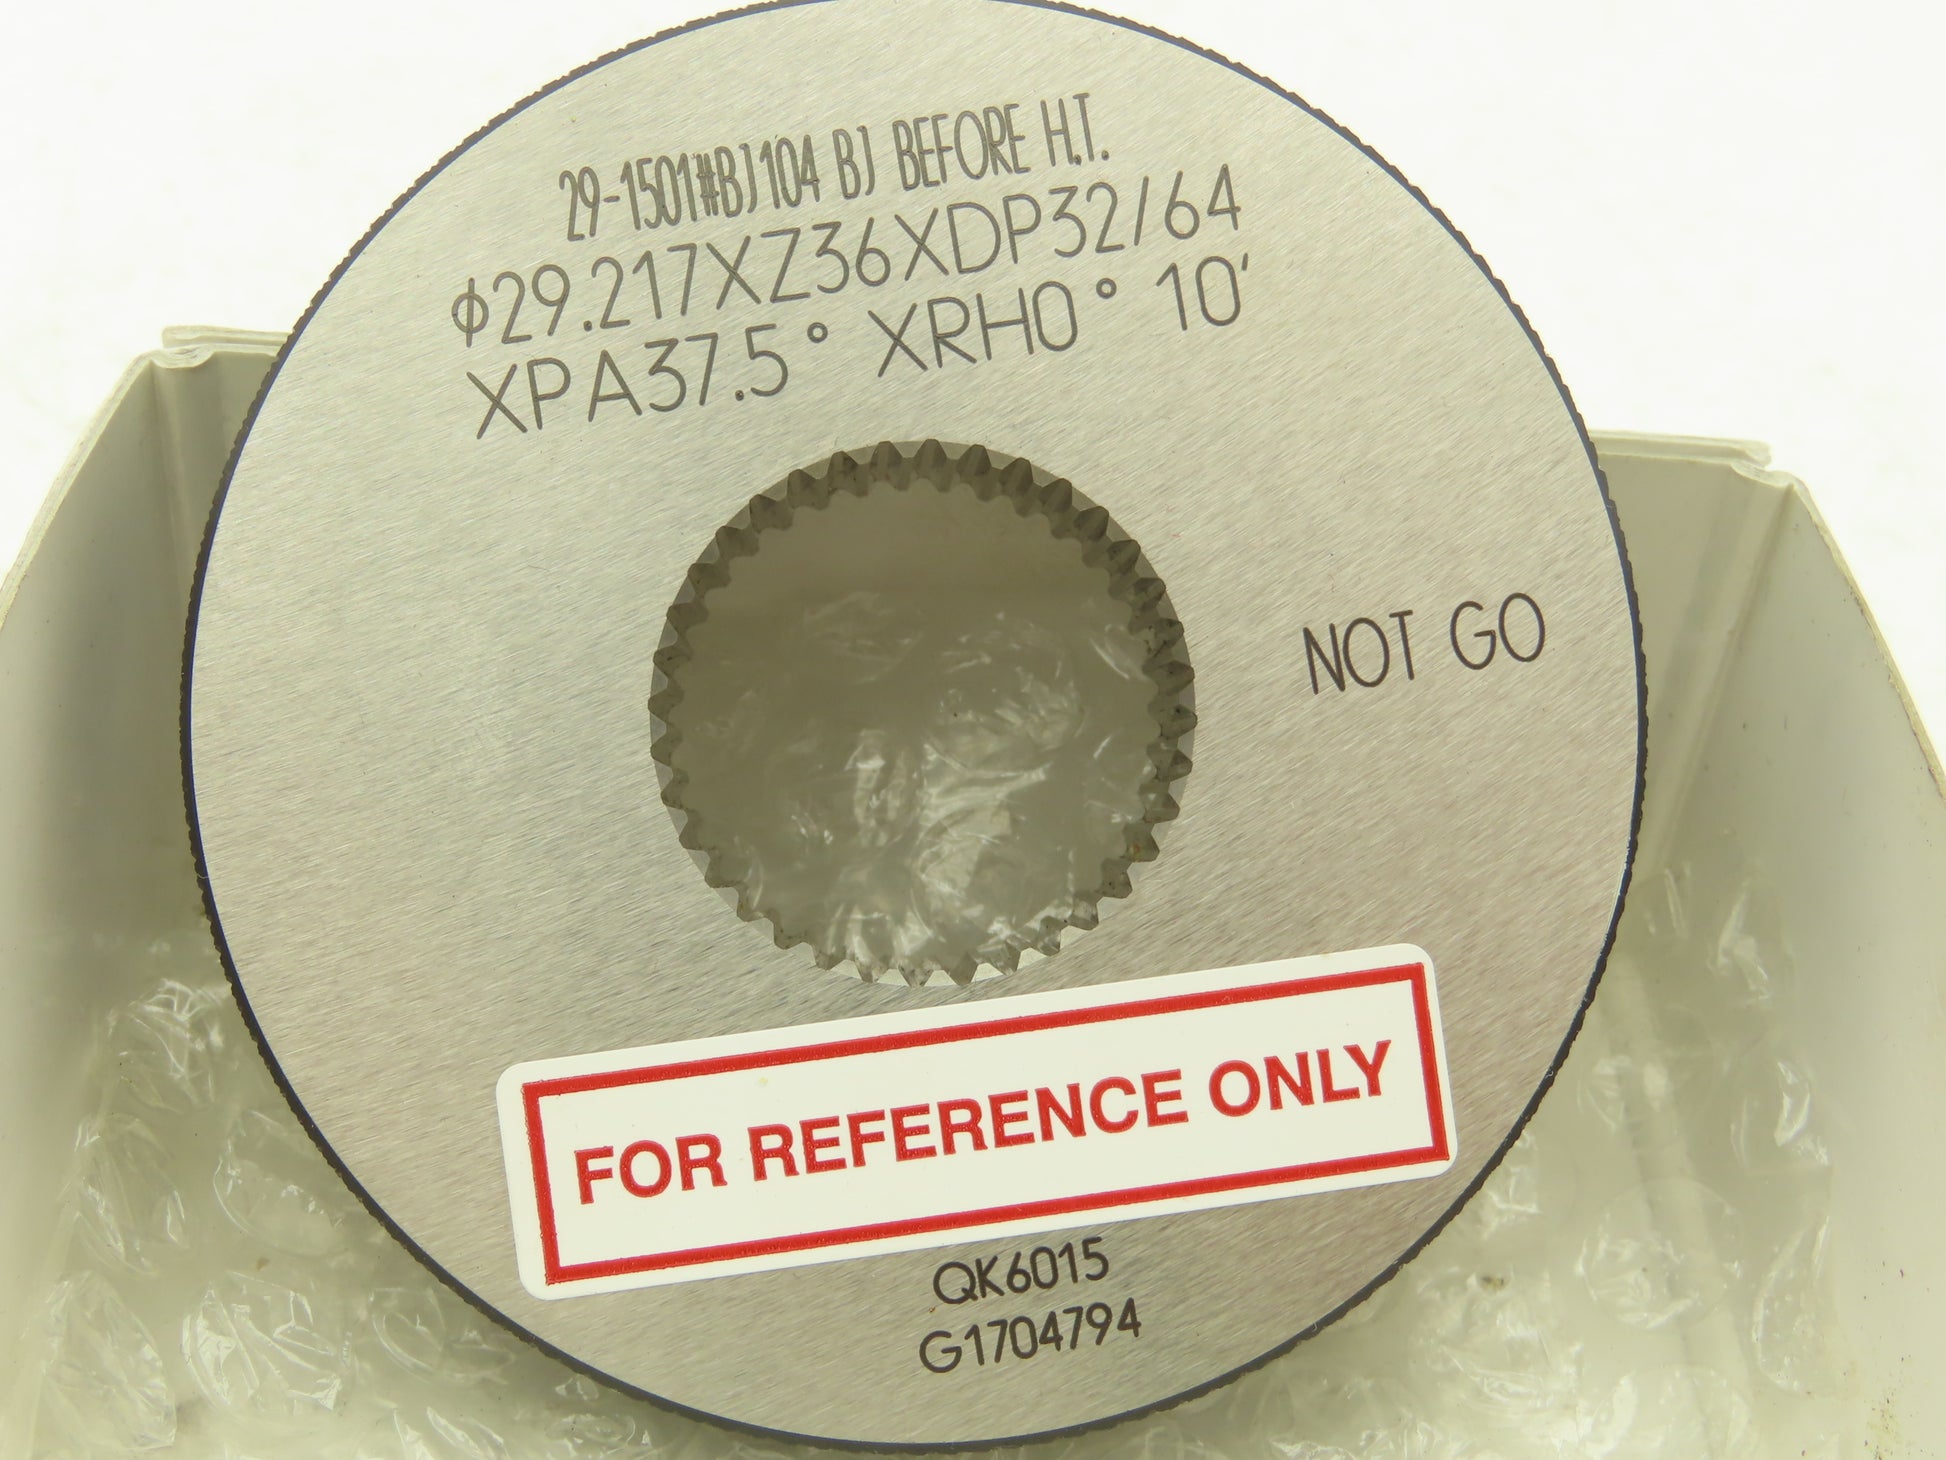 29-1501#BJ104 BJ BEFORE H.T.
φ29.217XZ36XDP32/64
XPA37.5° XRH0° 10'
NOT GO
FOR REFERENCE ONLY
QK6015
G1704794